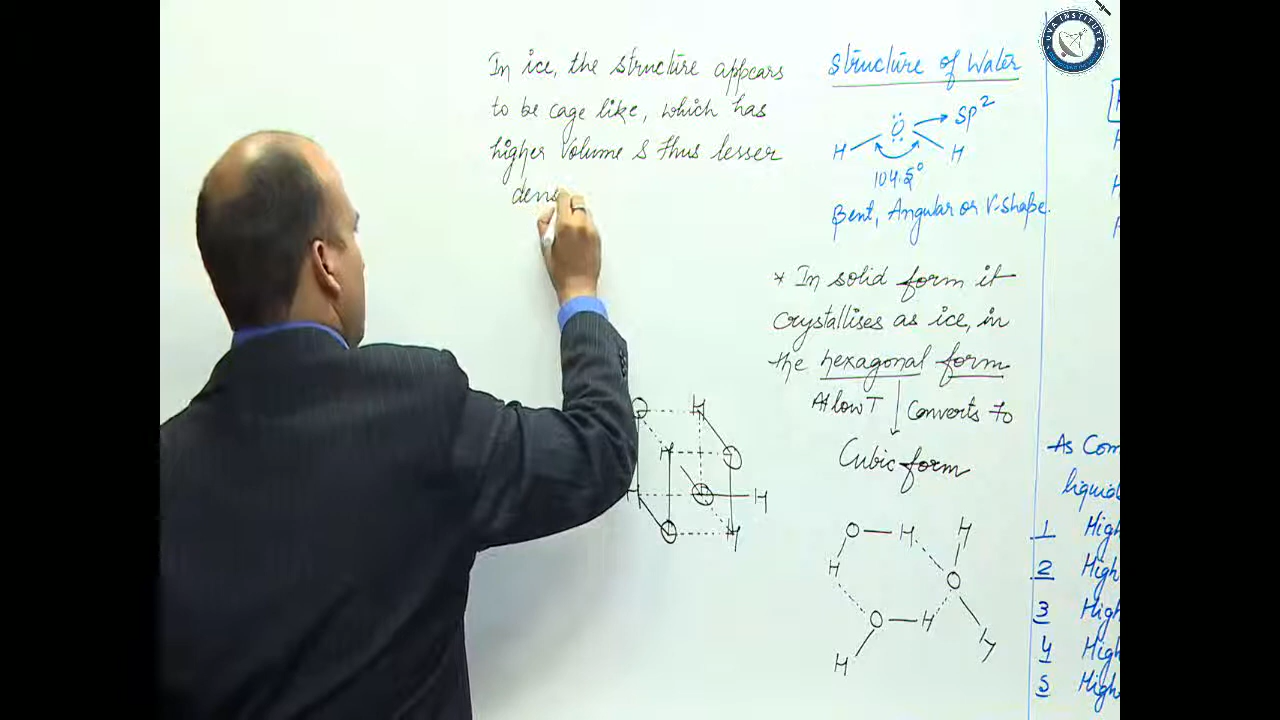 In ice, the structure appears
to be cage like, which has
higher Volume & thus lesser
dens
Structure of Water
Ö
Sp2
H
H
104.5°
Bent, Angular or V-shape.
* In solid form it
crystallises as ice, in
the hexagonal form
At low T
Converts to
Cubic form
O H
H O
H H
O H
H
O—H H
H O
O—H
H H
As Com
liquid
1 High
2 High
3 High
4 High
5 High
UVA INSTITUTE